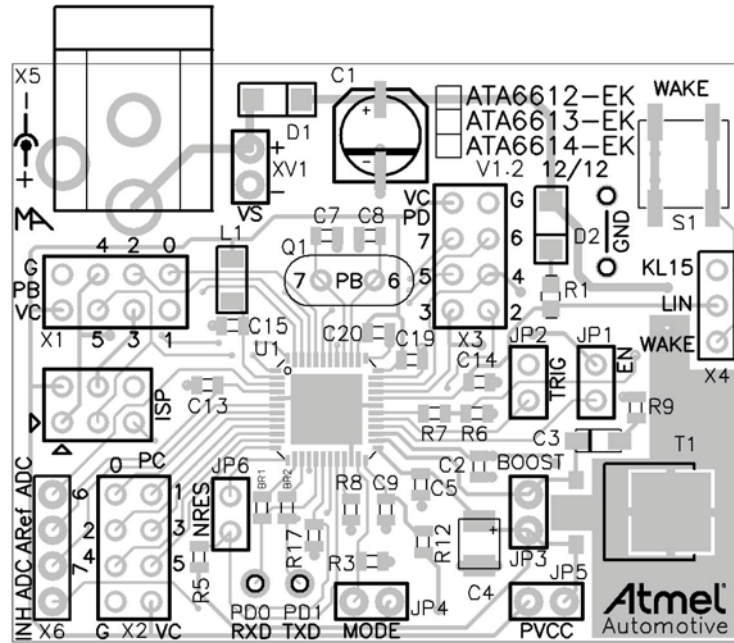 X5
C1
ATA6612-EK
ATA6613-EK
ATA6614-EK
WAKE
D1
+
XV1
-
VS
V1.2 12/12
S1
C7 C8
VC G
PD
7 6
5 4
3 2
X3
D2
GND
4 2 0
G
PB
VC
X1 5 3 1
L1
Q1
7 PB 6
KL15
LIN
WAKE
X4
R1
C15
U1
C20
C19
JP2
TRIG
JP1
EN
C14
C13
ISP
R7 R6
R9
C3
T1
C2
BOOST
C5
0 PC
1
2 3
4 5
G X2 VC
INH ADC ARef ADC
6
7
X6
JP6
NRES
BR1
BR2
R8
C9
R17
R12
R5
R3
C4
JP3
JP5
PVCC
PD0 PD1
RXD TXD
JP4
MODE
Atmel
Automotive